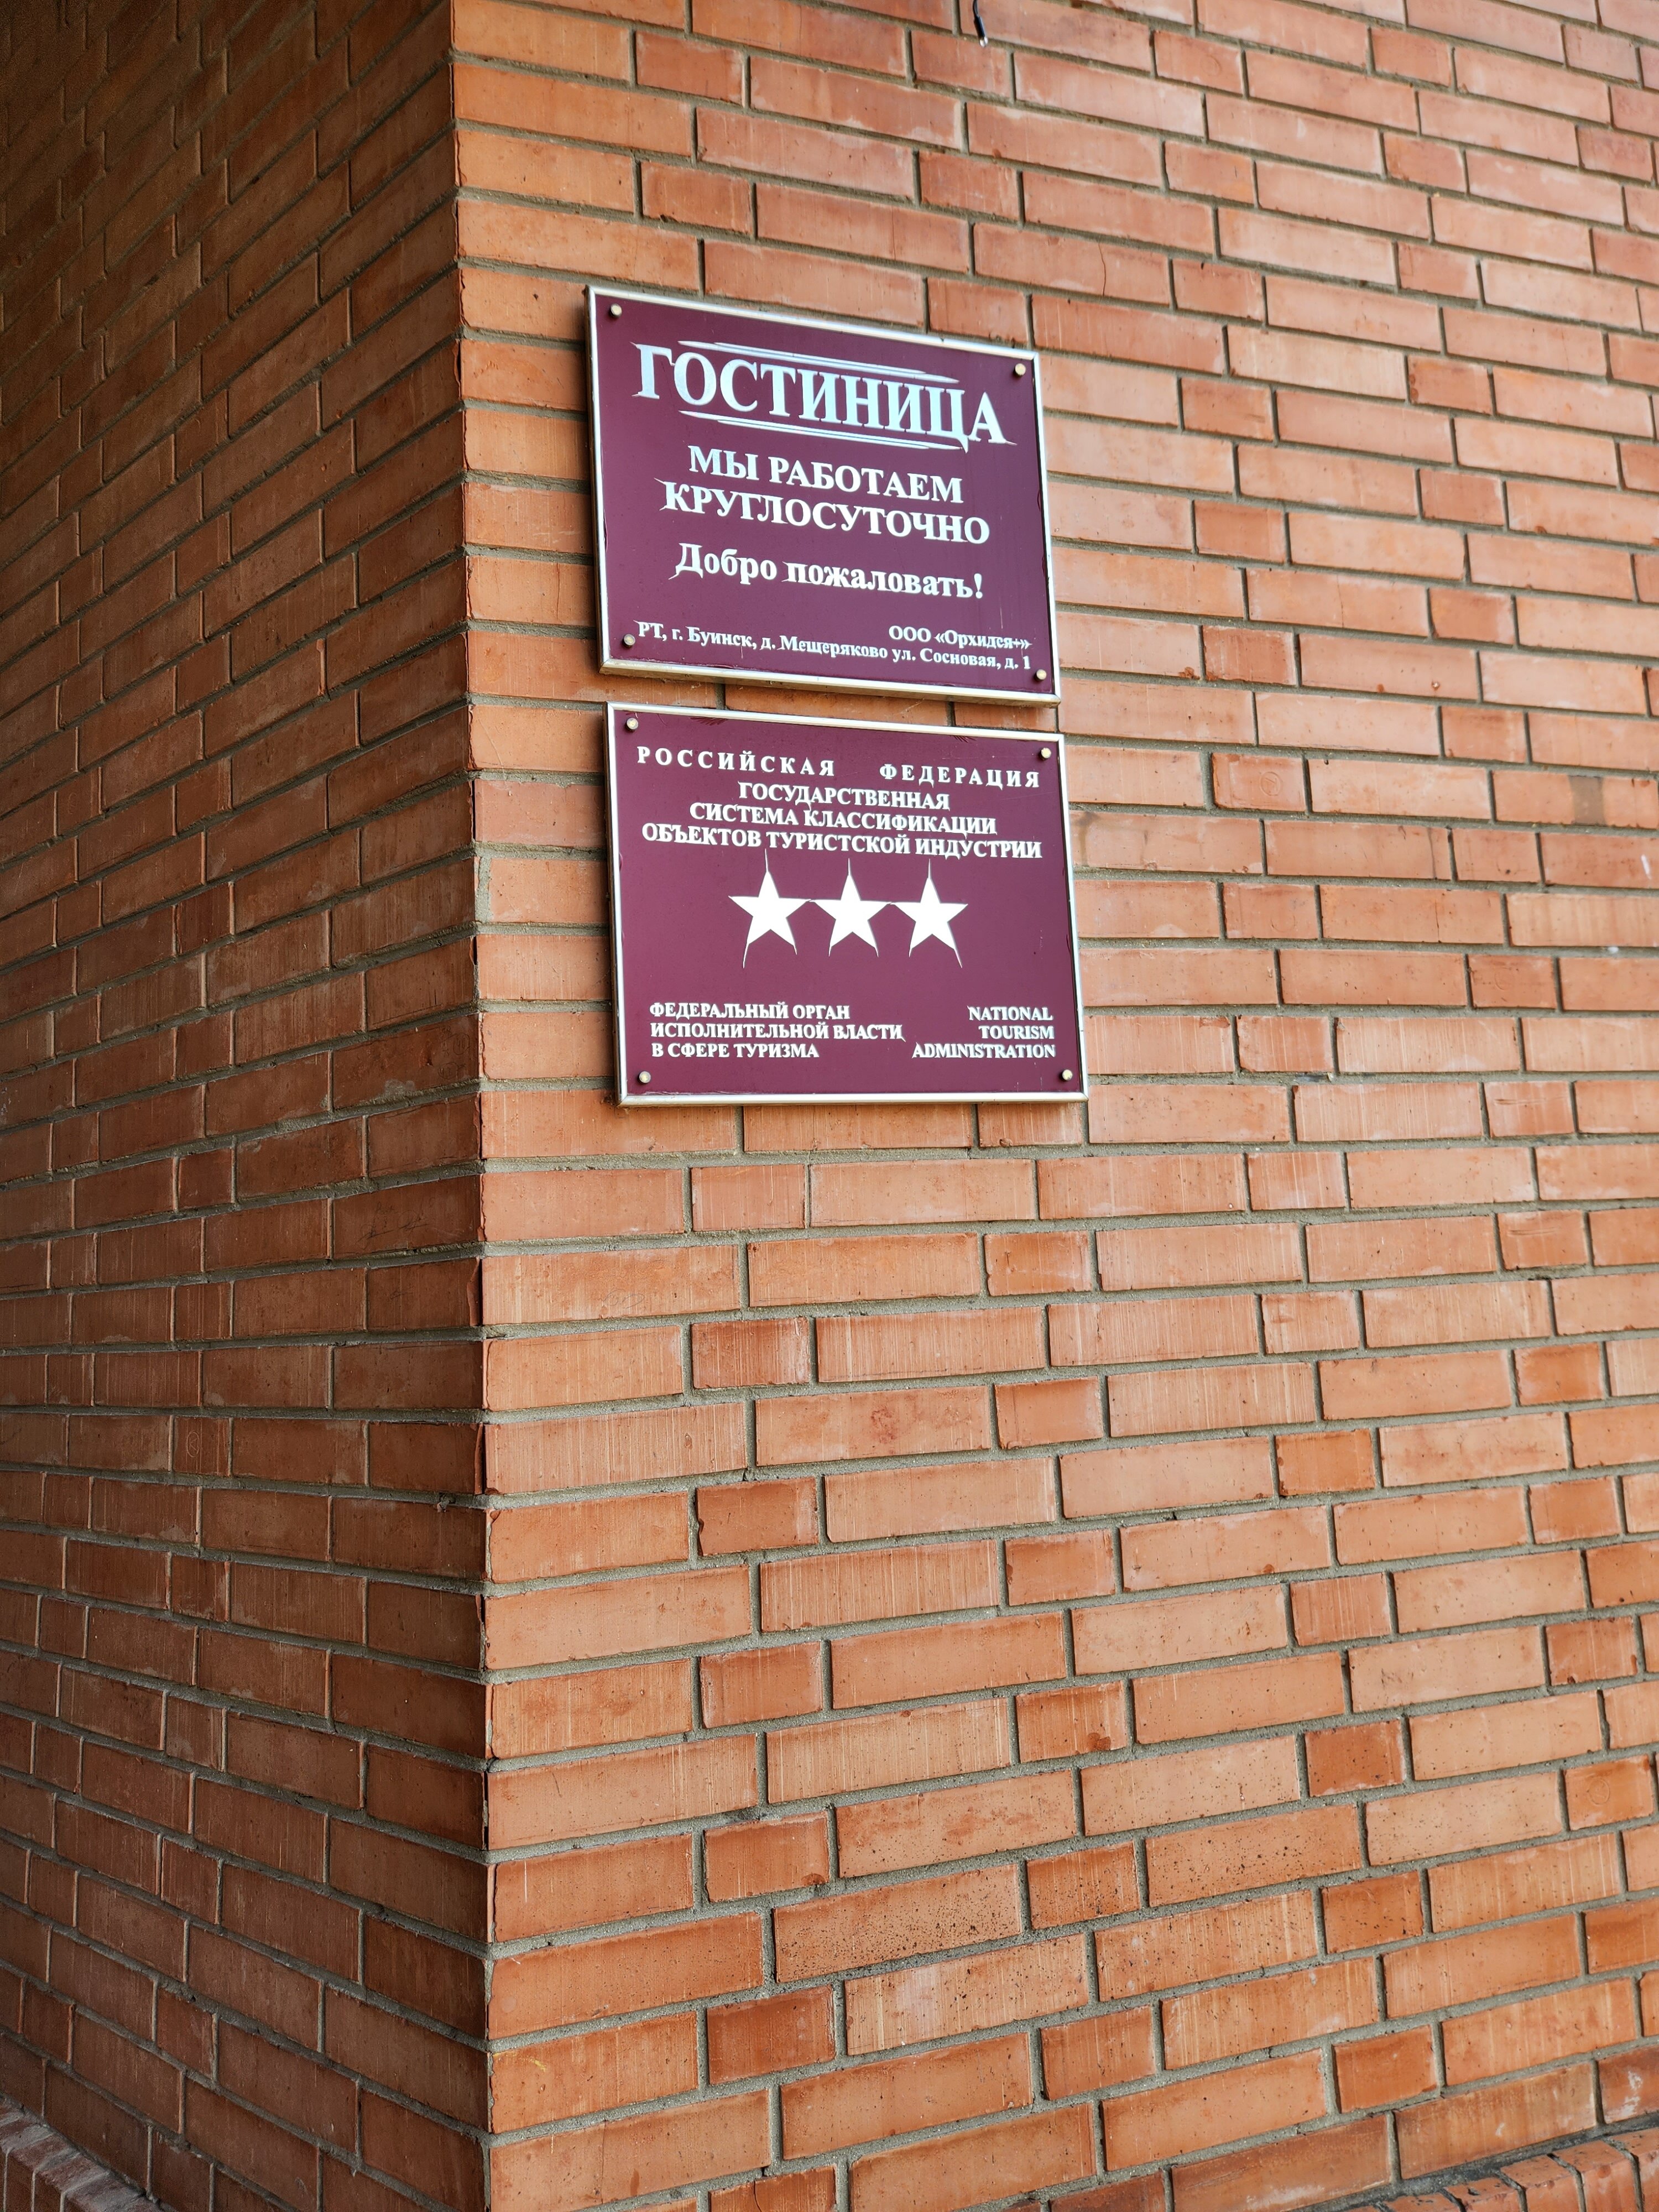 ГОСТИНИЦА
МЫ РАБОТАЕМ
КРУГЛОСУТОЧНО
Добро пожаловать!
ООО «Орхидея+»
РТ, г. Буинск, д. Мещеряково ул. Сосновая, д. 1
РОССИЙСКАЯ ФЕДЕРАЦИЯ
ГОСУДАРСТВЕННАЯ
СИСТЕМА КЛАССИФИКАЦИИ
ОБЪЕКТОВ ТУРИСТСКОЙ ИНДУСТРИИ
ФЕДЕРАЛЬНЫЙ ОРГАН
ИСПОЛНИТЕЛЬНОЙ ВЛАСТИ
В СФЕРЕ ТУРИЗМА
NATIONAL
TOURISM
ADMINISTRATION